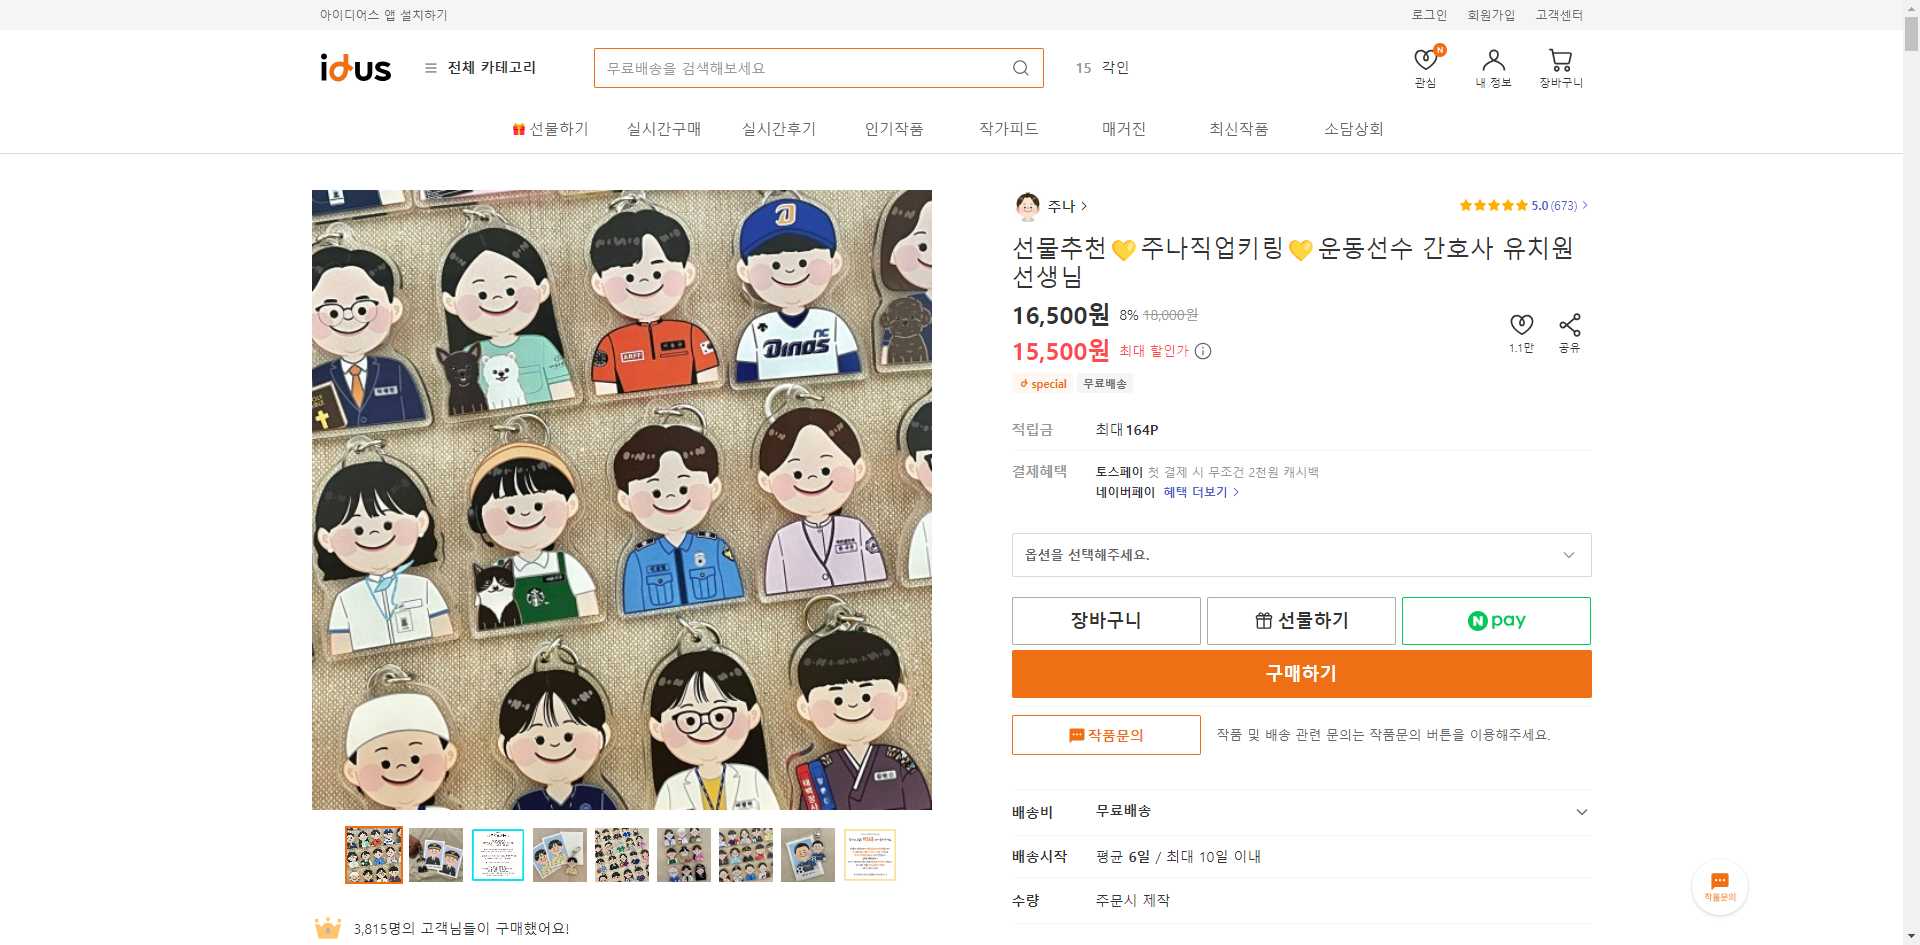 아이디어스 앱 설치하기
로그인
회원가입
고객센터
idus
전체 카테고리
무료배송을 검색해보세요
15 각인
N
관심
내 정보
장바구니
선물하기
실시간구매
실시간후기
인기작품
작가피드
매거진
최신작품
소담상회
주나
5.0 (673)
선물추천💛주나직업키링💛운동선수 간호사 유치원
선생님
16,500원 8% 18,000원
15,500원 최대 할인가
1.1만
공유
special
무료배송
적립금 최대 164P
결제혜택 토스페이 첫 결제 시 무조건 2천원 캐시백
네이버페이 혜택 더보기
옵션을 선택해주세요.
장바구니
선물하기
N pay
구매하기
작품문의
작품 및 배송 관련 문의는 작품문의 버튼을 이용해주세요.
배송비 무료배송
배송시작 평균 6일 / 최대 10일 이내
수량 주문시 제작
작품문의
ARFF
NC
Dinos
3,815명의 고객님들이 구매했어요!